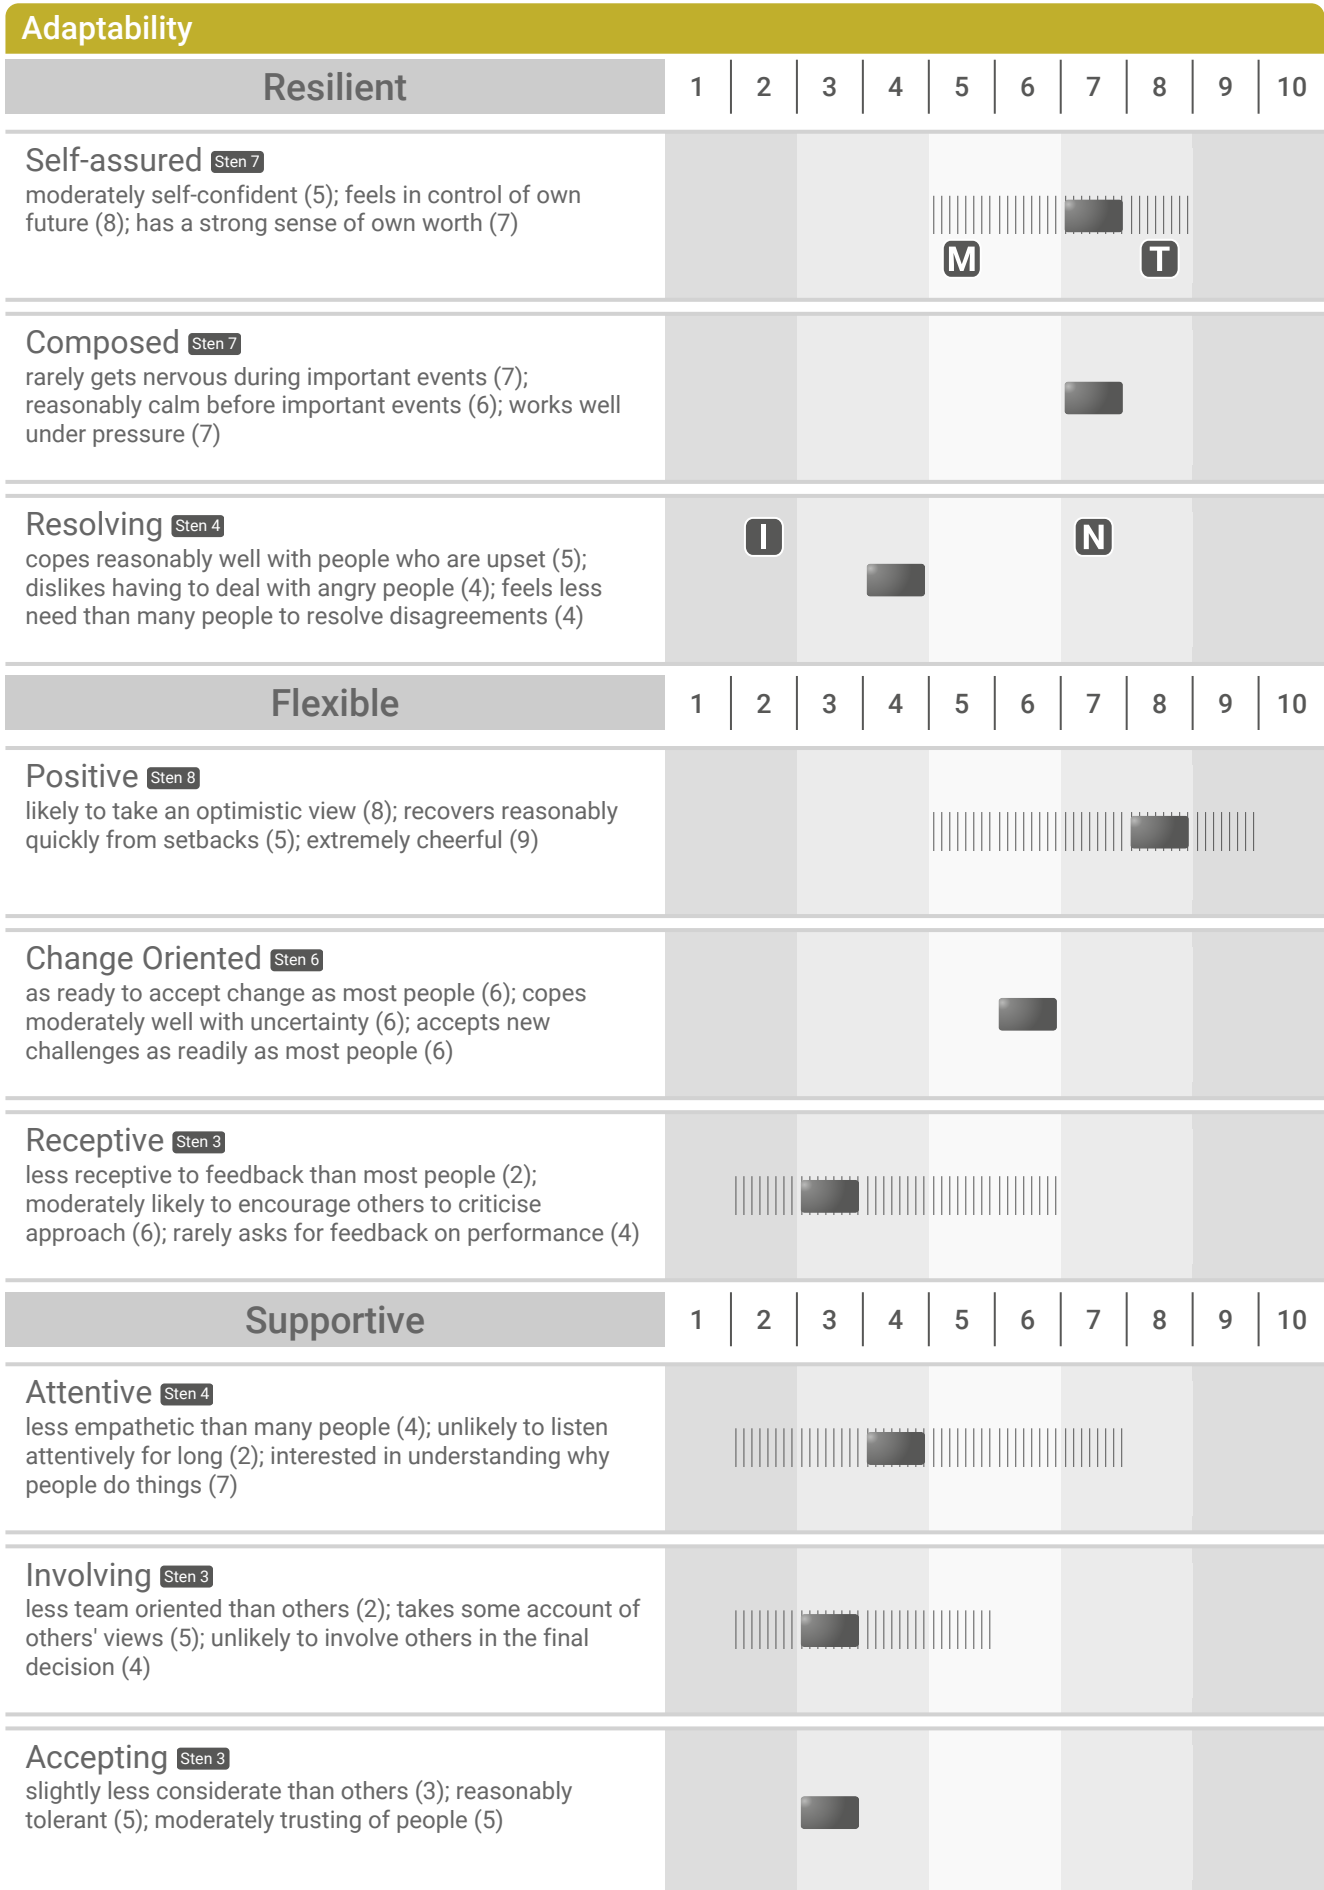 Adaptability
Resilient 1 2 3 4 5 6 7 8 9 10
Self-assured Sten 7
moderately self-confident (5); feels in control of own
future (8); has a strong sense of own worth (7)
M T
Composed Sten 7
rarely gets nervous during important events (7);
reasonably calm before important events (6); works well
under pressure (7)
Resolving Sten 4
I N
copes reasonably well with people who are upset (5);
dislikes having to deal with angry people (4); feels less
need than many people to resolve disagreements (4)
Flexible 1 2 3 4 5 6 7 8 9 10
Positive Sten 8
likely to take an optimistic view (8); recovers reasonably
quickly from setbacks (5); extremely cheerful (9)
Change Oriented Sten 6
as ready to accept change as most people (6); copes
moderately well with uncertainty (6); accepts new
challenges as readily as most people (6)
Receptive Sten 3
less receptive to feedback than most people (2);
moderately likely to encourage others to criticise
approach (6); rarely asks for feedback on performance (4)
Supportive 1 2 3 4 5 6 7 8 9 10
Attentive Sten 4
less empathetic than many people (4); unlikely to listen
attentively for long (2); interested in understanding why
people do things (7)
Involving Sten 3
less team oriented than others (2); takes some account of
others' views (5); unlikely to involve others in the final
decision (4)
Accepting Sten 3
slightly less considerate than others (3); reasonably
tolerant (5); moderately trusting of people (5)